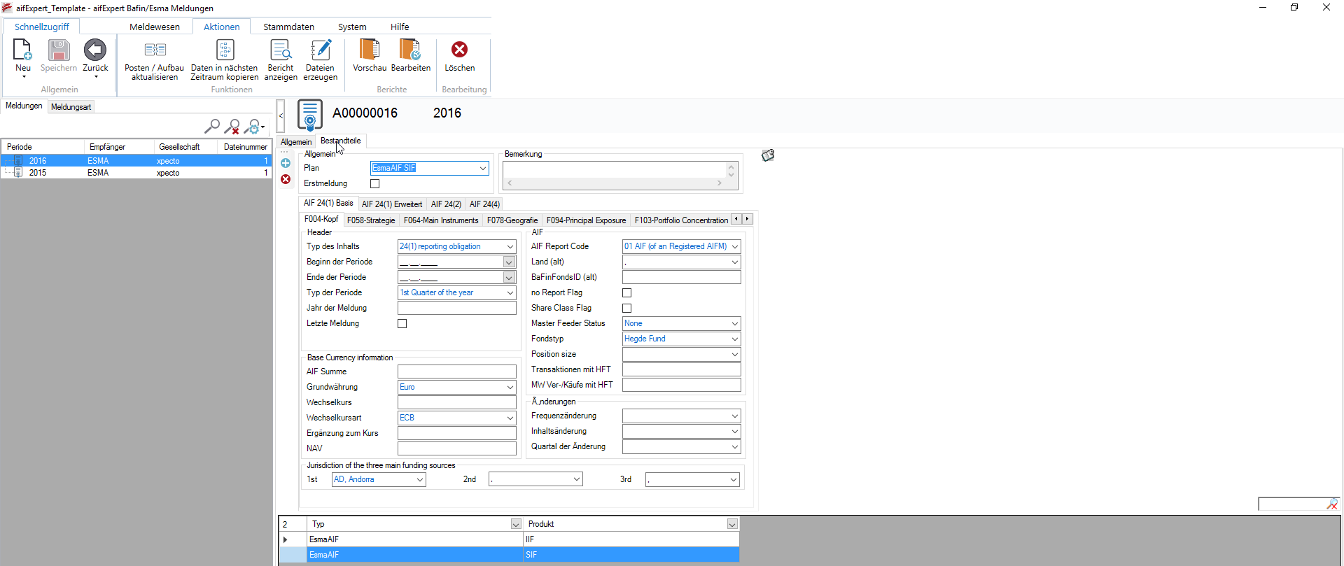 aifExpert_Template - aifExpert Bafin/Esma Meldungen
Schnellzugriff Meldewesen Aktionen Stammdaten System Hilfe
Neu Speichern Zurück Posten / Aufbau aktualisieren Daten in nächsten Zeitraum kopieren Bericht anzeigen Dateien erzeugen Vorschau Bearbeiten Löschen
Allgemein Funktionen Berichte Bearbeitung
Meldungen Meldungsart
Periode Empfänger Gesellschaft Dateinummer
2016 ESMA xpecto 1
2015 ESMA xpecto 1
< A00000016 2016
Allgemein Bestandteile
Allgemein Bemerkung
Plan EsmaAIF SIF
Erstmeldung
AIF 24(1) Basis AIF 24(1) Erweitert AIF 24(2) AIF 24(4)
F004-Kopf F058-Strategie F064-Main Instruments F078-Geografie F094-Principal Exposure F103-Portfolio Concentration
Header AIF
Typ des Inhalts 24(1) reporting obligation AIF Report Code 01 AIF (of an Registered AIFM)
Beginn der Periode __.__.____ Land (alt) .
Ende der Periode __.__.____ BaFinFondsID (alt)
Typ der Periode 1st Quarter of the year no Report Flag
Jahr der Meldung Share Class Flag
Letzte Meldung Master Feeder Status None
Fondstyp Hegde Fund
Base Currency information Position size
AIF Summe Transaktionen mit HFT
Grundwährung Euro MW Ver-/Käufe mit HFT
Wechselkurs Ã„nderungen
Wechselkursart ECB Frequenzänderung
Ergänzung zum Kurs Inhaltsänderung
NAV Quartal der Änderung
Jurisdiction of the three main funding sources
1st AD, Andorra 2nd . 3rd ,
2 Typ Produkt
EsmaAIF IIF
EsmaAIF SIF